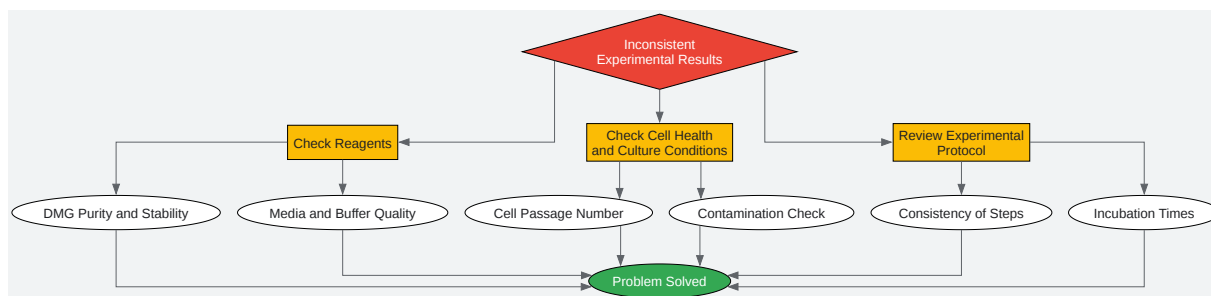 Inconsistent
Experimental Results
Check Reagents
Check Cell Health
and Culture Conditions
Review Experimental
Protocol
DMG Purity and Stability
Media and Buffer Quality
Cell Passage Number
Contamination Check
Consistency of Steps
Incubation Times
Problem Solved